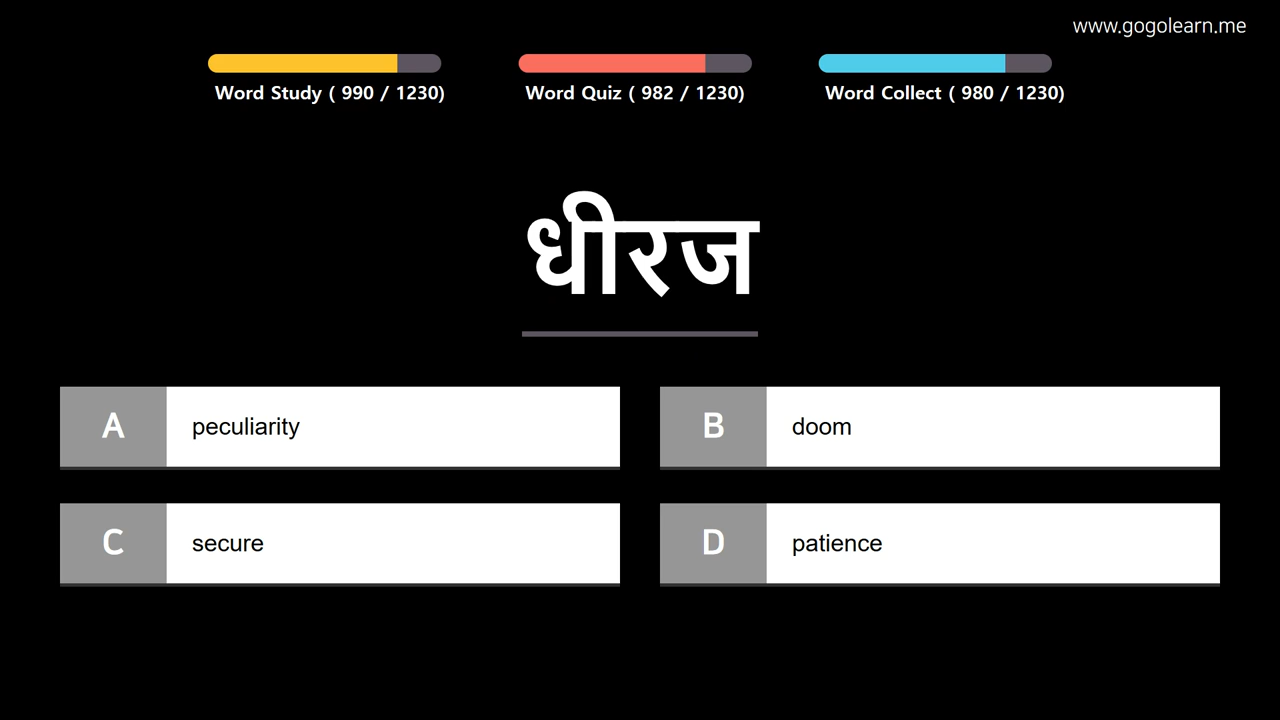 www.gogolearn.me
Word Study ( 990 / 1230)
Word Quiz ( 982 / 1230)
Word Collect ( 980 / 1230)
धीरज
A peculiarity
B doom
C secure
D patience